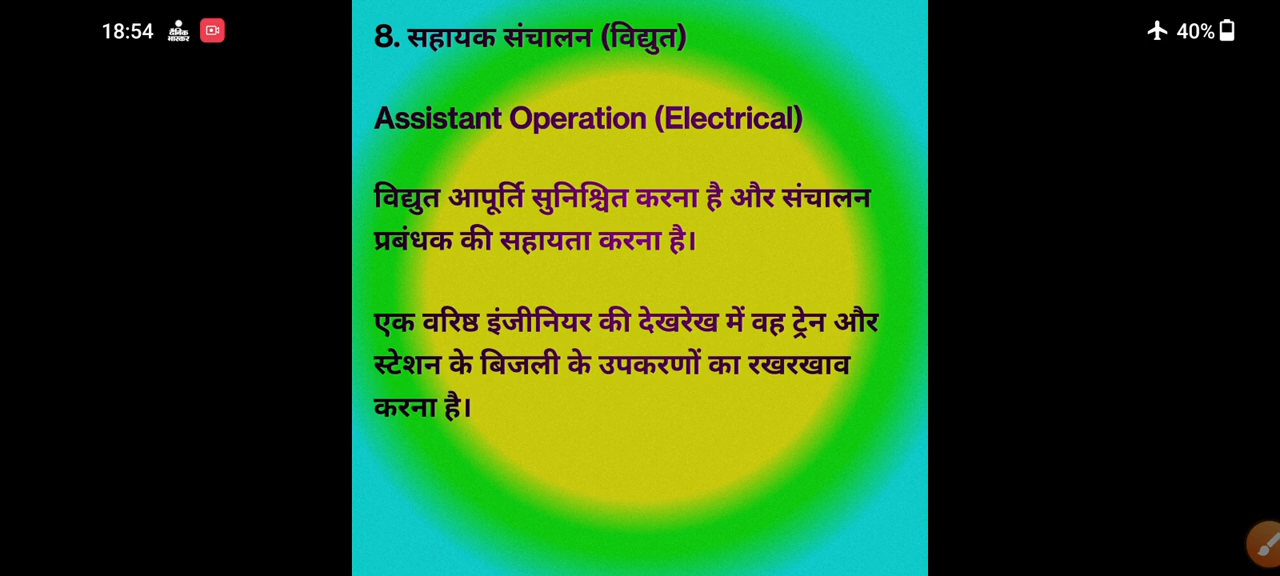 18:54
दैनिक
भास्कर
40%
8. सहायक संचालन (विद्युत)
Assistant Operation (Electrical)
विद्युत आपूर्ति सुनिश्चित करना है और संचालन
प्रबंधक की सहायता करना है।
एक वरिष्ठ इंजीनियर की देखरेख में वह ट्रेन और
स्टेशन के बिजली के उपकरणों का रखरखाव
करना है।